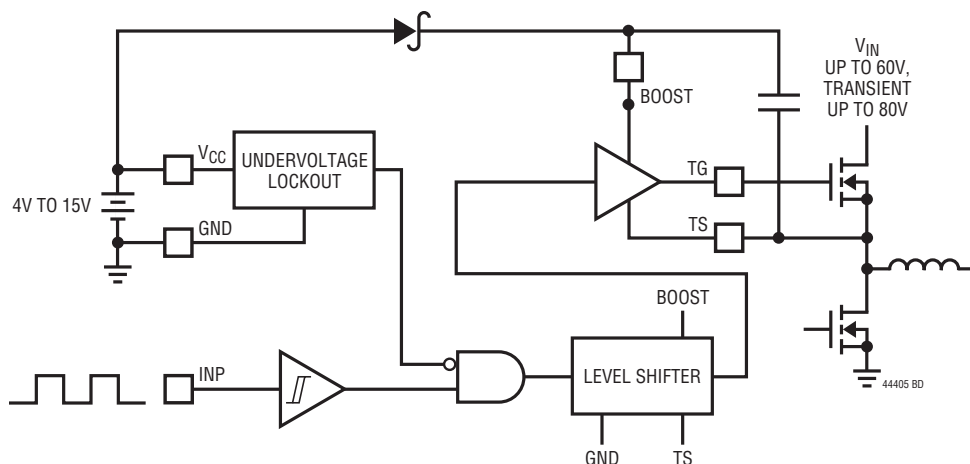 V_IN
UP TO 60V,
TRANSIENT
UP TO 80V
BOOST
V_CC
UNDERVOLTAGE
LOCKOUT
TG
4V TO 15V
GND
TS
BOOST
INP
LEVEL SHIFTER
44405 BD
GND
TS